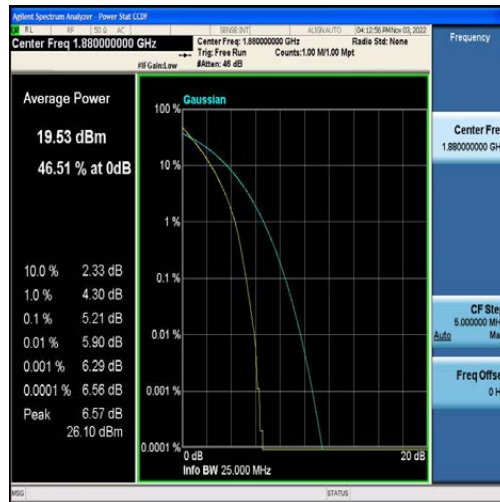 Agilent Spectrum Analyzer - Power Stat CCDF
RL RF 50 Ω AC SENSE:INT ALIGNAUTO 04:12:56 PM Nov 03, 2022
Center Freq 1.880000000 GHz
Center Freq: 1.880000000 GHz Radio Std: None
Trig: Free Run Counts:1.00 M/1.00 Mpt
#IFGain:Low #Atten: 46 dB
Frequency
Average Power
19.53 dBm
46.51 % at 0dB
10.0 % 2.33 dB
1.0 % 4.30 dB
0.1 % 5.21 dB
0.01 % 5.90 dB
0.001 % 6.29 dB
0.0001 % 6.56 dB
Peak 6.57 dB
26.10 dBm
Gaussian
100 %
10 %
1 %
0.1 %
0.01 %
0.001 %
0.0001 %
0 dB 20 dB
Info BW 25.000 MHz
Center Fre
1.880000000 GH
CF Ste
5.000000 MH
Auto Ma
Freq Offse
0 H
MSG STATUS